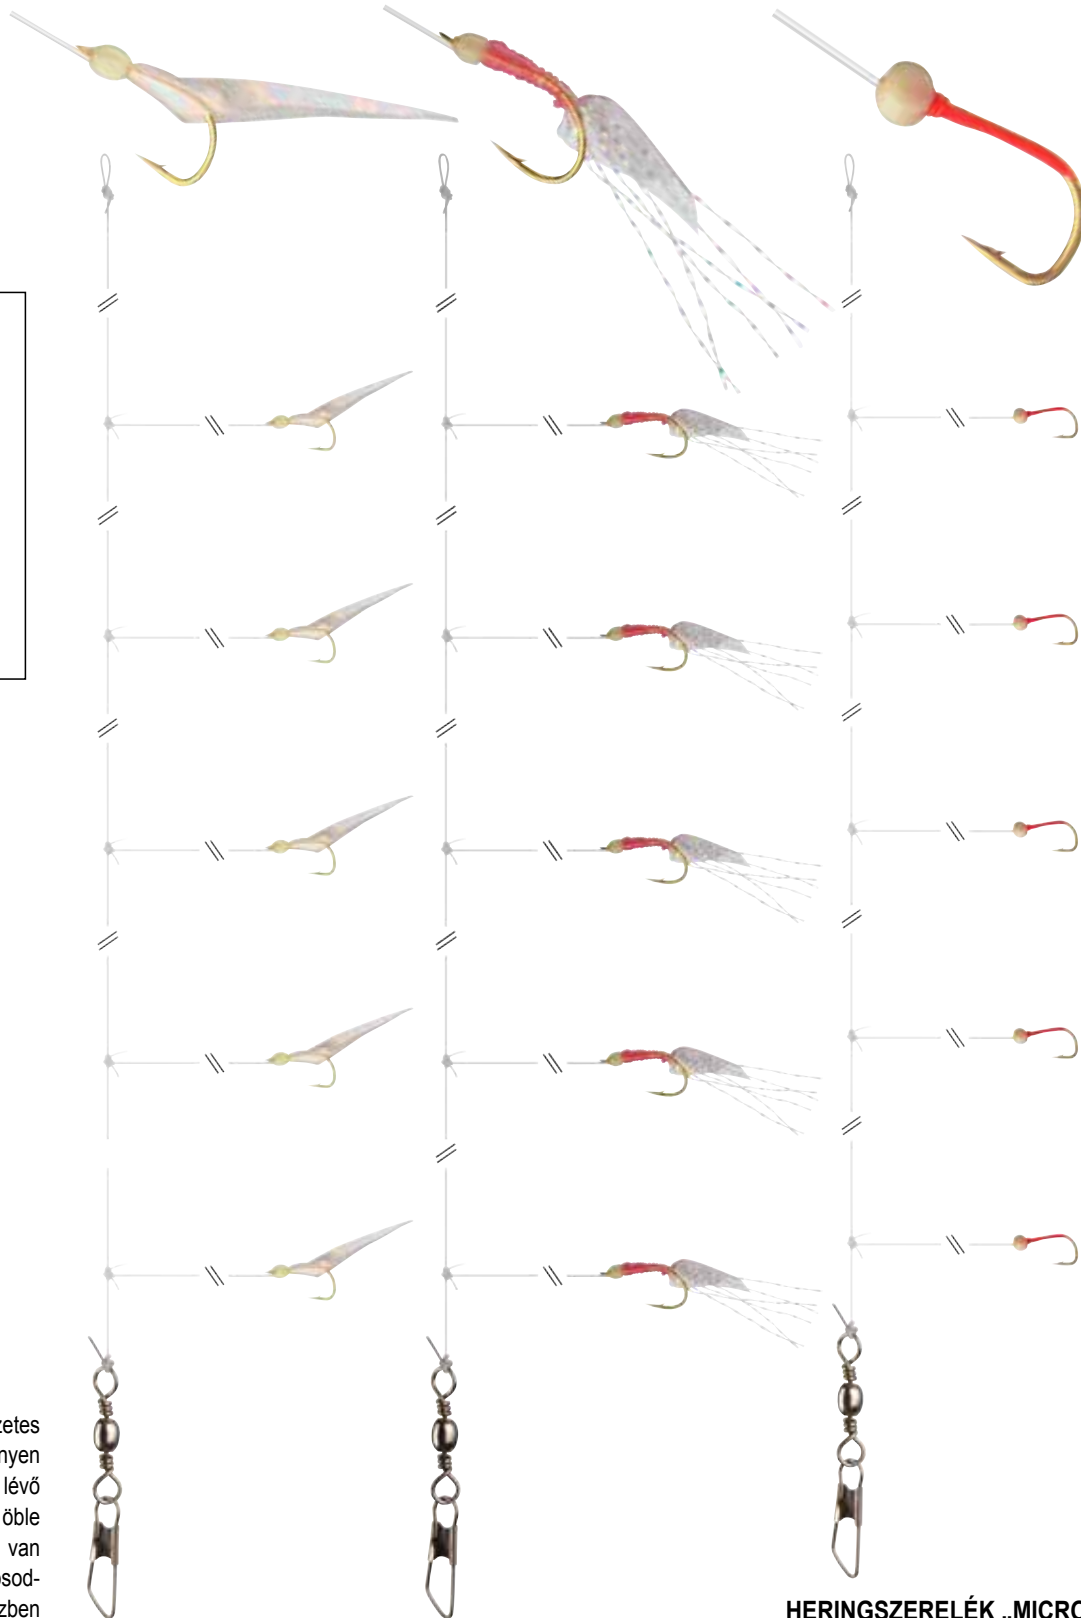 zetes
nyen
lévő
öble
van
osod-
zben
HERINGSZERELÉK „MICRO